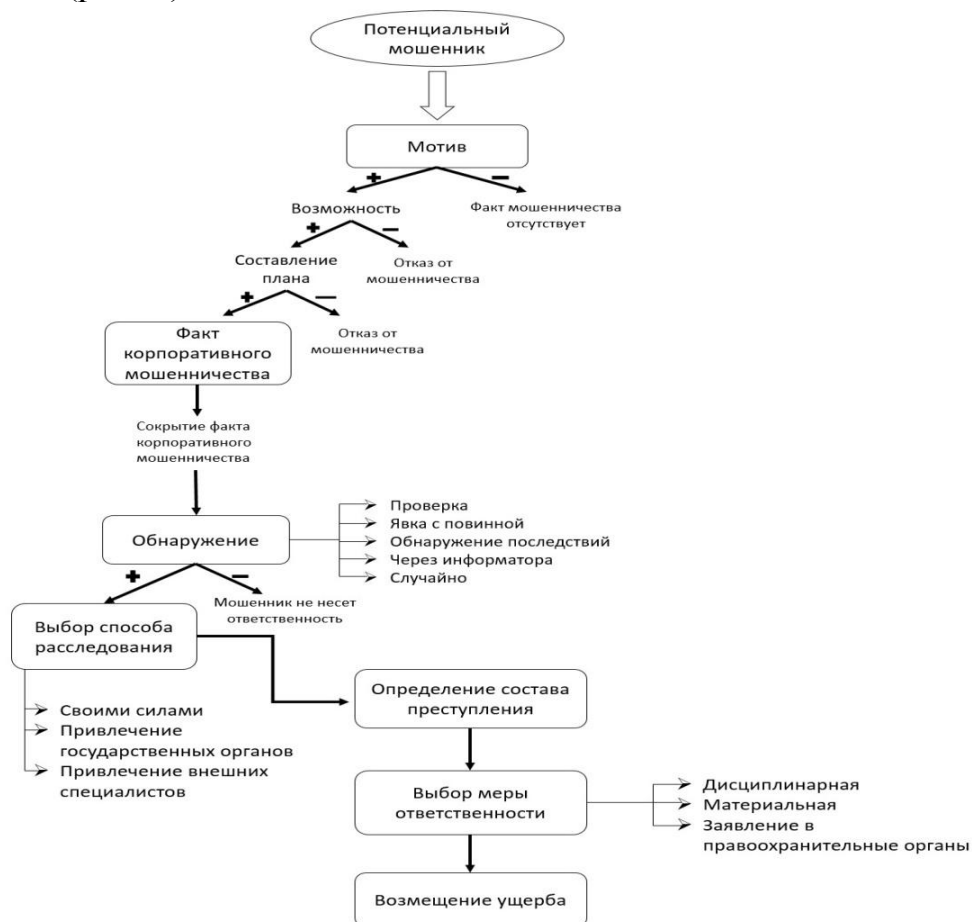 Потенциальный
мошенник
Мотив
+
−
Возможность
Факт мошенничества
отсутствует
+
−
Составление
плана
Отказ от
мошенничества
+
−
Факт
корпоративного
мошенничества
Отказ от
мошенничества
Сокрытие факта
корпоративного
мошенничества
Обнаружение
Проверка
Явка с повинной
Обнаружение последствий
Через информатора
Случайно
+
−
Мошенник не несет
ответственность
Выбор способа
расследования
Своими силами
Привлечение
государственных органов
Привлечение внешних
специалистов
Определение состава
преступления
Выбор меры
ответственности
Дисциплинарная
Материальная
Заявление в
правоохранительные органы
Возмещение ущерба